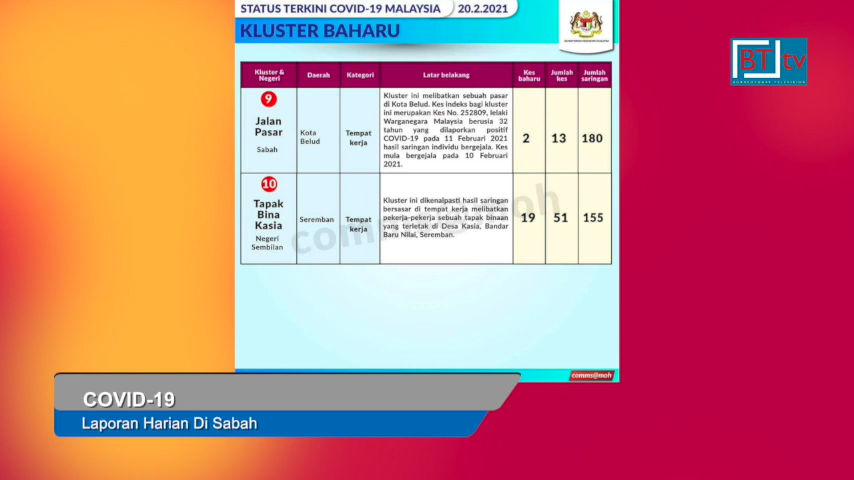 STATUS TERKINI COVID-19 MALAYSIA 20.2.2021
KLUSTER BAHARU
BT tv
Kluster & Negeri
Daerah
Kategori
Latar belakang
Kes baharu
Jumlah kes
Jumlah saringan
9
Jalan
Pasar
Sabah
Kota
Belud
Tempat
kerja
Kluster ini melibatkan sebuah pasar
di Kota Belud. Kes indeks bagi kluster
ini merupakan Kes No. 252809, lelaki
Warganegara Malaysia berusia 32
tahun yang dilaporkan positif
COVID-19 pada 11 Februari 2021
hasil saringan individu bergejala. Kes
mula bergejala pada 10 Februari
2021.
2
13
180
10
Tapak
Bina
Kasia
Negeri
Sembilan
Seremban
Tempat
kerja
Kluster ini dikenalpasti hasil saringan
bersasar di tempat kerja melibatkan
pekerja-pekerja sebuah tapak binaan
yang terletak di Desa Kasia, Bandar
Baru Nilai, Seremban.
19
51
155
comms@moh
COVID-19
Laporan Harian Di Sabah